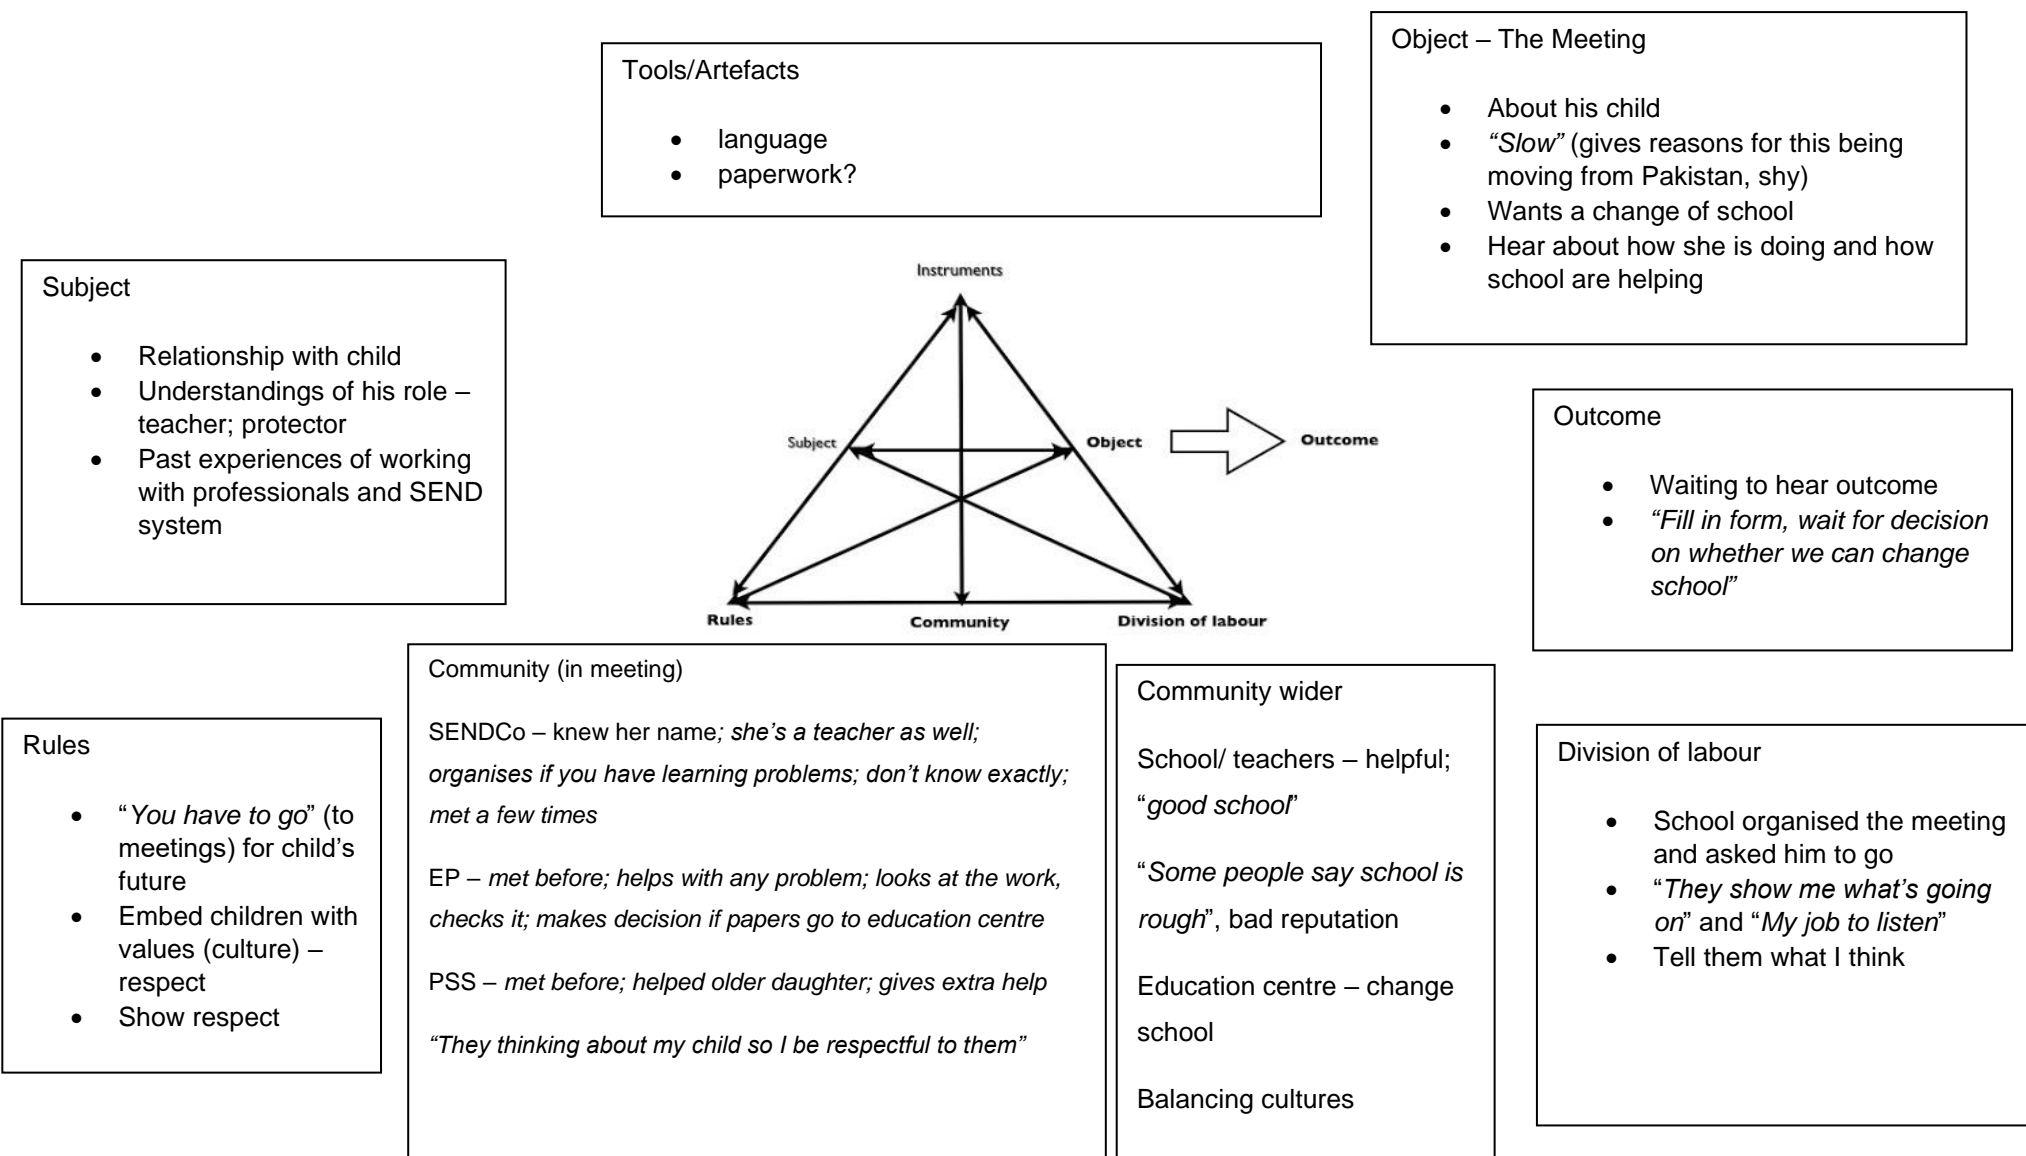 Tools/Artefacts
• language
• paperwork?
Object – The Meeting
• About his child
• “Slow” (gives reasons for this being
moving from Pakistan, shy)
• Wants a change of school
• Hear about how she is doing and how
school are helping
Subject
• Relationship with child
• Understandings of his role –
teacher; protector
• Past experiences of working
with professionals and SEND
system
Instruments
Subject
Object
Outcome
Rules
Community
Division of labour
Outcome
• Waiting to hear outcome
• “Fill in form, wait for decision
on whether we can change
school”
Rules
• “You have to go” (to
meetings) for child’s
future
• Embed children with
values (culture) –
respect
• Show respect
Community (in meeting)
SENDCo – knew her name; she’s a teacher as well;
organises if you have learning problems; don’t know exactly;
met a few times
EP – met before; helps with any problem; looks at the work,
checks it; makes decision if papers go to education centre
PSS – met before; helped older daughter; gives extra help
“They thinking about my child so I be respectful to them”
Community wider
School/ teachers – helpful;
“good school”
“Some people say school is
rough”, bad reputation
Education centre – change
school
Balancing cultures
Division of labour
• School organised the meeting
and asked him to go
• “They show me what’s going
on” and “My job to listen”
• Tell them what I think